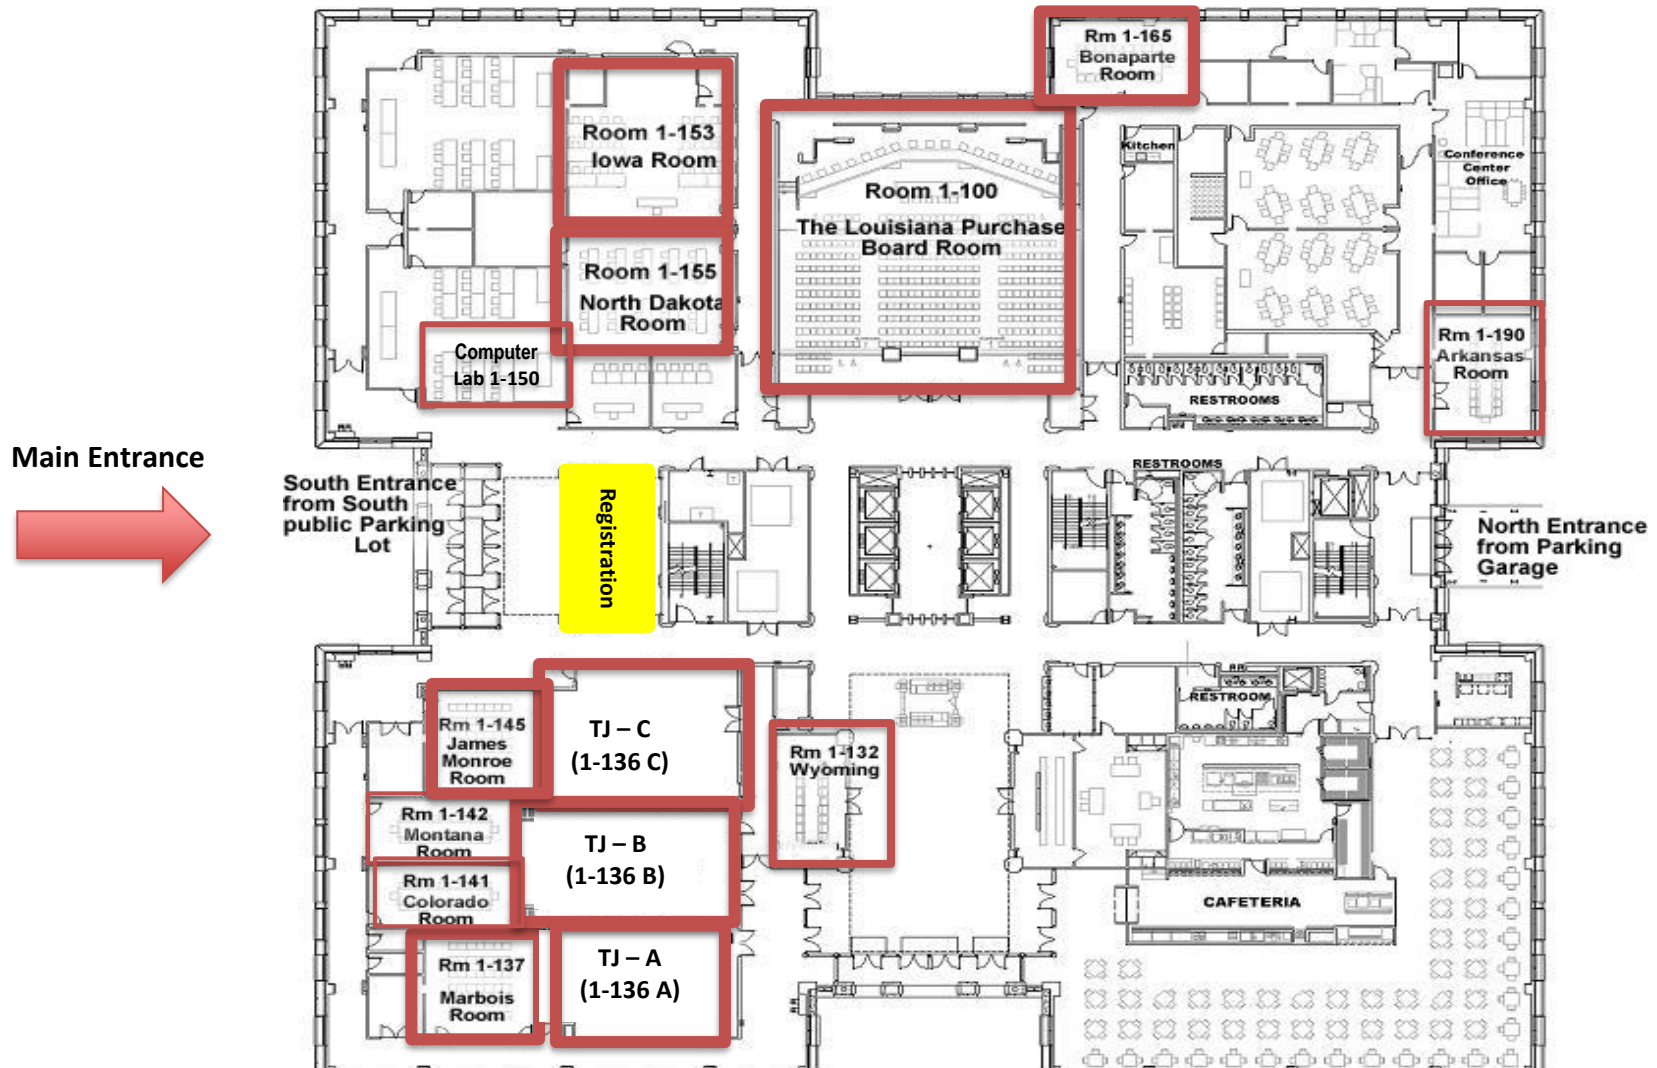 Rm 1-165
Bonaparte
Room
Room 1-153
Iowa Room
Kitchen
Conference
Center
Office
Room 1-100
The Louisiana Purchase
Board Room
Room 1-155
North Dakota
Room
Rm 1-190
Arkansas
Room
Computer
Lab 1-150
RESTROOMS
Main Entrance
South Entrance
from South
public Parking
Lot
Registration
RESTROOMS
North Entrance
from Parking
Garage
RESTROOM
Rm 1-145
James
Monroe
Room
TJ – C
(1-136 C)
Rm 1-132
Wyoming
Rm 1-142
Montana
Room
TJ – B
(1-136 B)
Rm 1-141
Colorado
Room
CAFETERIA
Rm 1-137
Marbois
Room
TJ – A
(1-136 A)